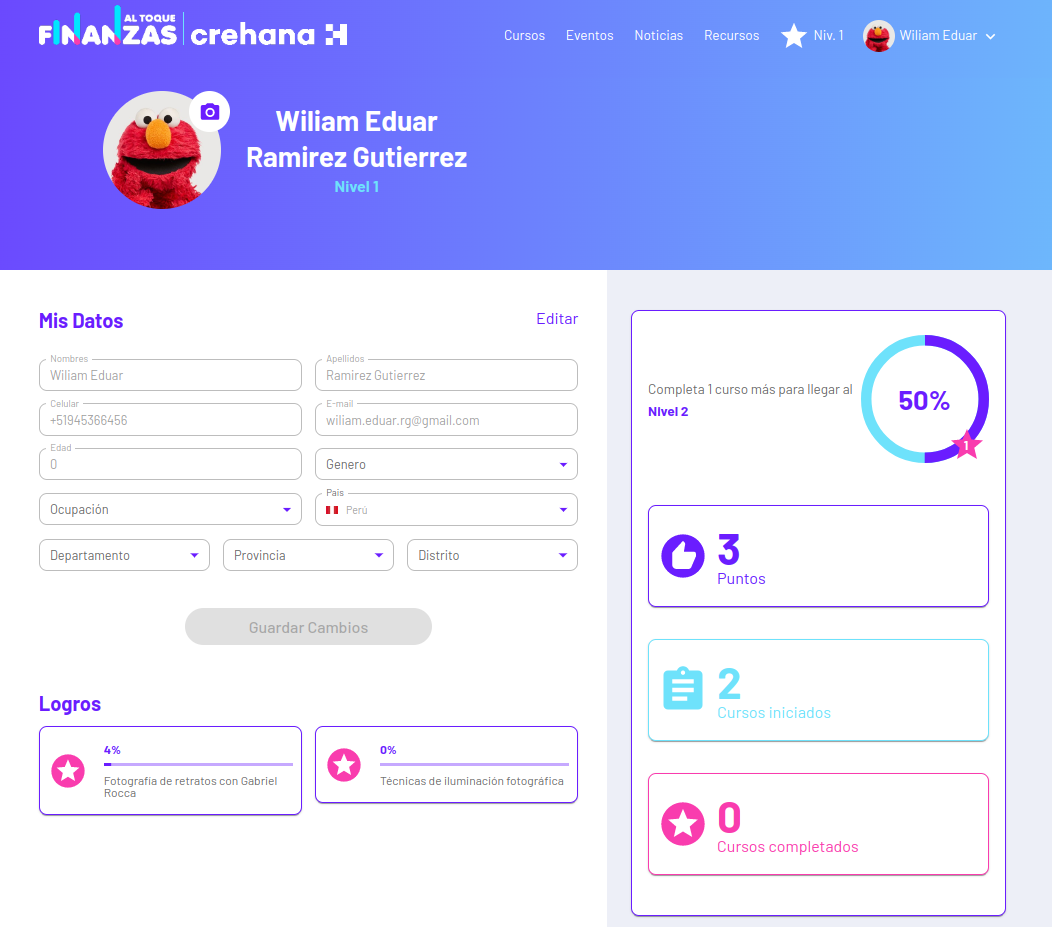 AL TOQUE
FINANZAS
crehana
Cursos
Eventos
Noticias
Recursos
Niv. 1
Wiliam Eduar
Wiliam Eduar
Ramirez Gutierrez
Nivel 1
Mis Datos
Editar
Nombres
Wiliam Eduar
Apellidos
Ramirez Gutierrez
Celular
+51945366456
E-mail
wiliam.eduar.rg@gmail.com
Edad
0
Genero
Ocupación
Pais
Perú
Departamento
Provincia
Distrito
Guardar Cambios
Logros
4%
Fotografía de retratos con Gabriel
Rocca
0%
Técnicas de iluminación fotográfica
Completa 1 curso más para llegar al
Nivel 2
50%
1
3
Puntos
2
Cursos iniciados
0
Cursos completados